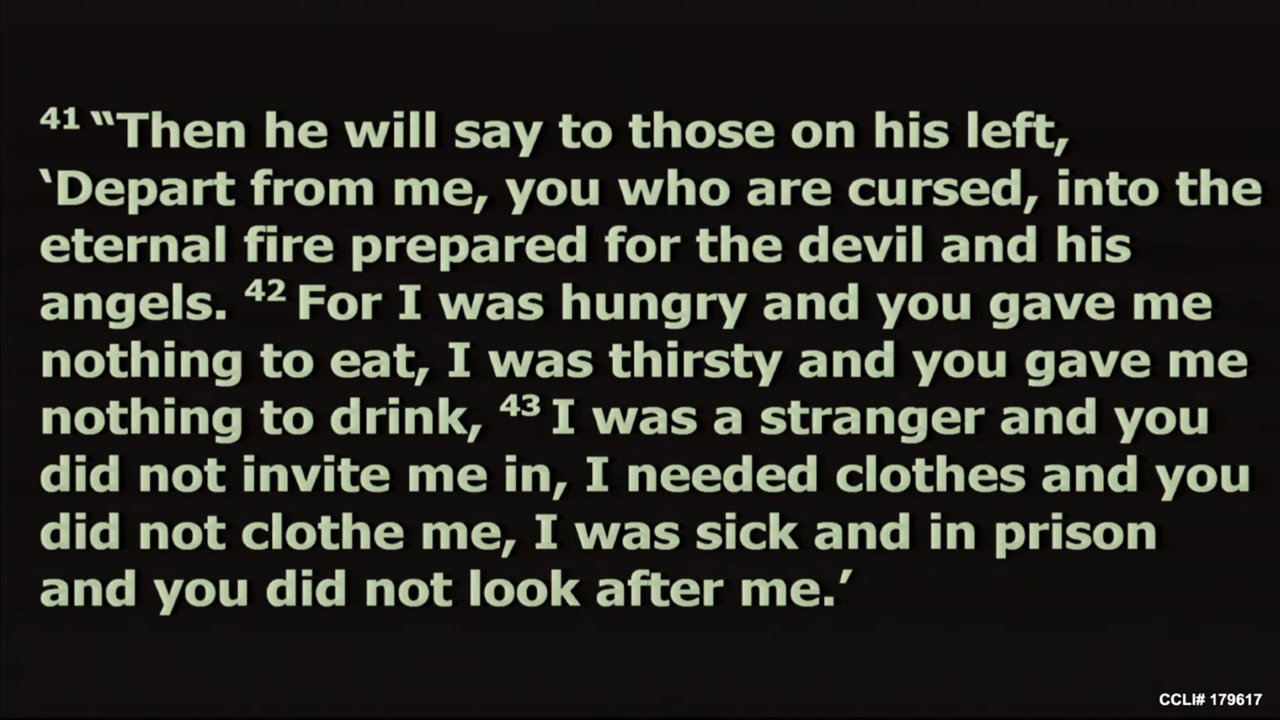 41 “Then he will say to those on his left,
‘Depart from me, you who are cursed, into the
eternal fire prepared for the devil and his
angels. 42 For I was hungry and you gave me
nothing to eat, I was thirsty and you gave me
nothing to drink, 43 I was a stranger and you
did not invite me in, I needed clothes and you
did not clothe me, I was sick and in prison
and you did not look after me.’
CCLI# 179617